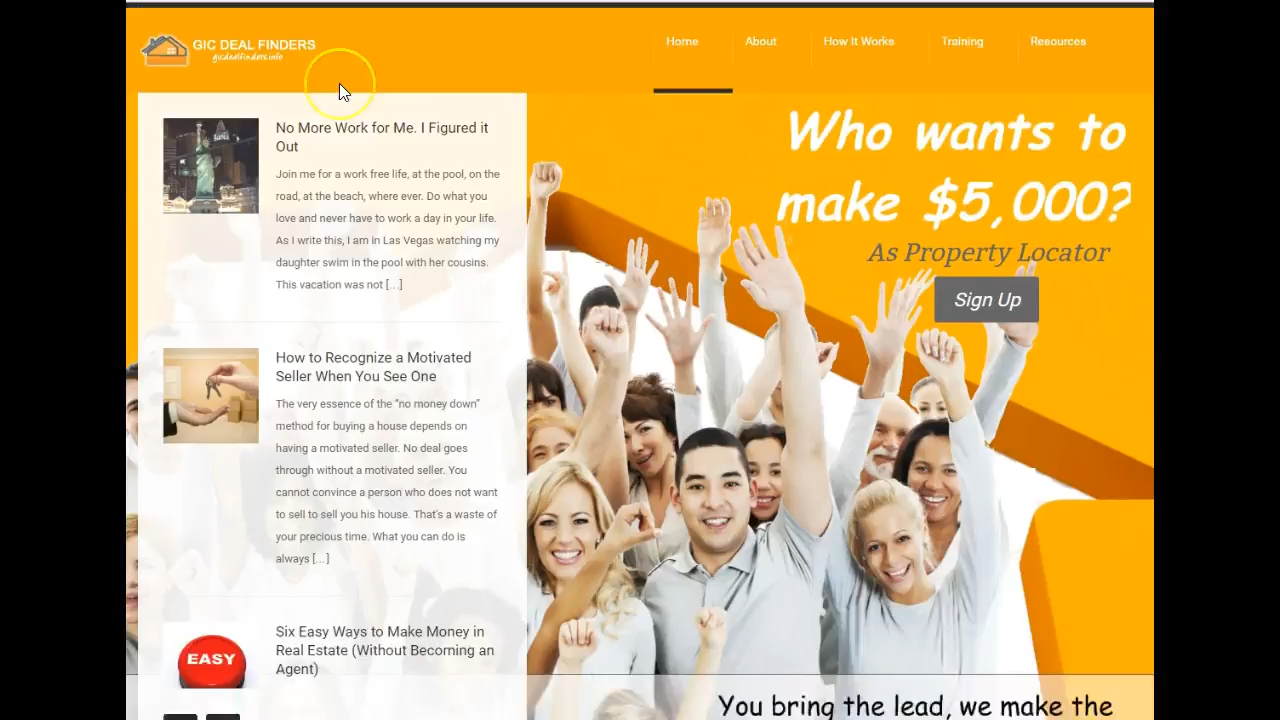 GIC DEAL FINDERS
gicdealfinders.info
Home
About
How It Works
Training
Resources
No More Work for Me. I Figured it
Out
Join me for a work free life, at the pool, on the
road, at the beach, where ever. Do what you
love and never have to work a day in your life.
As I write this, I am in Las Vegas watching my
daughter swim in the pool with her cousins.
This vacation was not [...]
How to Recognize a Motivated
Seller When You See One
The very essence of the "no money down"
method for buying a house depends on
having a motivated seller. No deal goes
through without a motivated seller. You
cannot convince a person who does not want
to sell to sell you his house. That's a waste of
your precious time. What you can do is
always [...]
EASY
Six Easy Ways to Make Money in
Real Estate (Without Becoming an
Agent)
Who wants to
make $5,000?
As Property Locator
Sign Up
You bring the lead, we make the